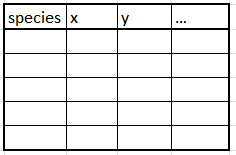 species x y ...